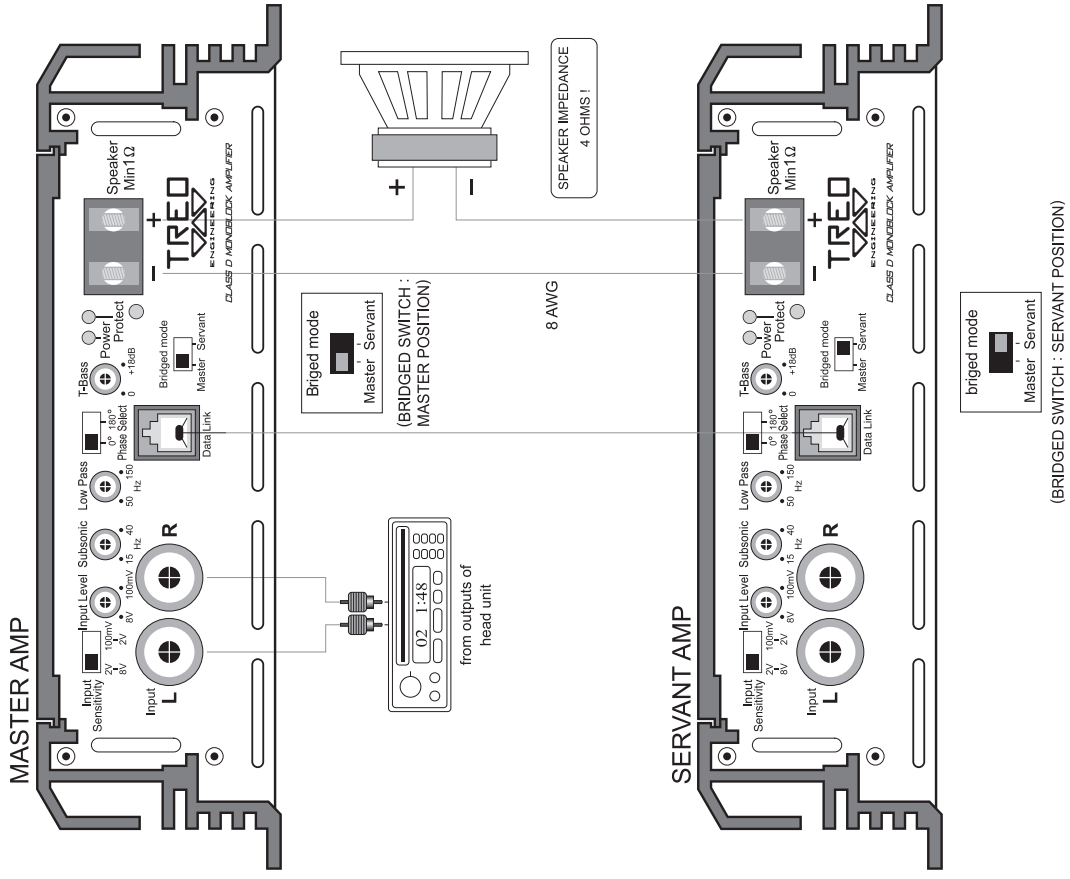 MASTER AMP
Input
Sensitivity
2V 100mV
8V 2V
Input Level
8V 100mV
Subsonic
15 40
Hz
Low Pass
50 150
Hz
0° 180°
Phase Select
T-Bass
0 +18dB
Power
Protect
Bridged mode
Master Servant
Speaker
Min1Ω
- +
Input
L R
Data Link
TREO
ENGINEERING
CLASS D MONOBLOCK AMPLIFIER
02 1:48
from outputs of
head unit
Briged mode
Master Servant
(BRIDGED SWITCH :
MASTER POSITION)
+
-
8 AWG
SPEAKER IMPEDANCE
4 OHMS !
SERVANT AMP
Input
Sensitivity
2V 100mV
8V 2V
Input Level
8V 100mV
Subsonic
15 40
Hz
Low Pass
50 150
Hz
0° 180°
Phase Select
T-Bass
0 +18dB
Power
Protect
Bridged mode
Master Servant
Speaker
Min1Ω
- +
Input
L R
Data Link
TREO
ENGINEERING
CLASS D MONOBLOCK AMPLIFIER
briged mode
Master Servant
(BRIDGED SWITCH : SERVANT POSITION)